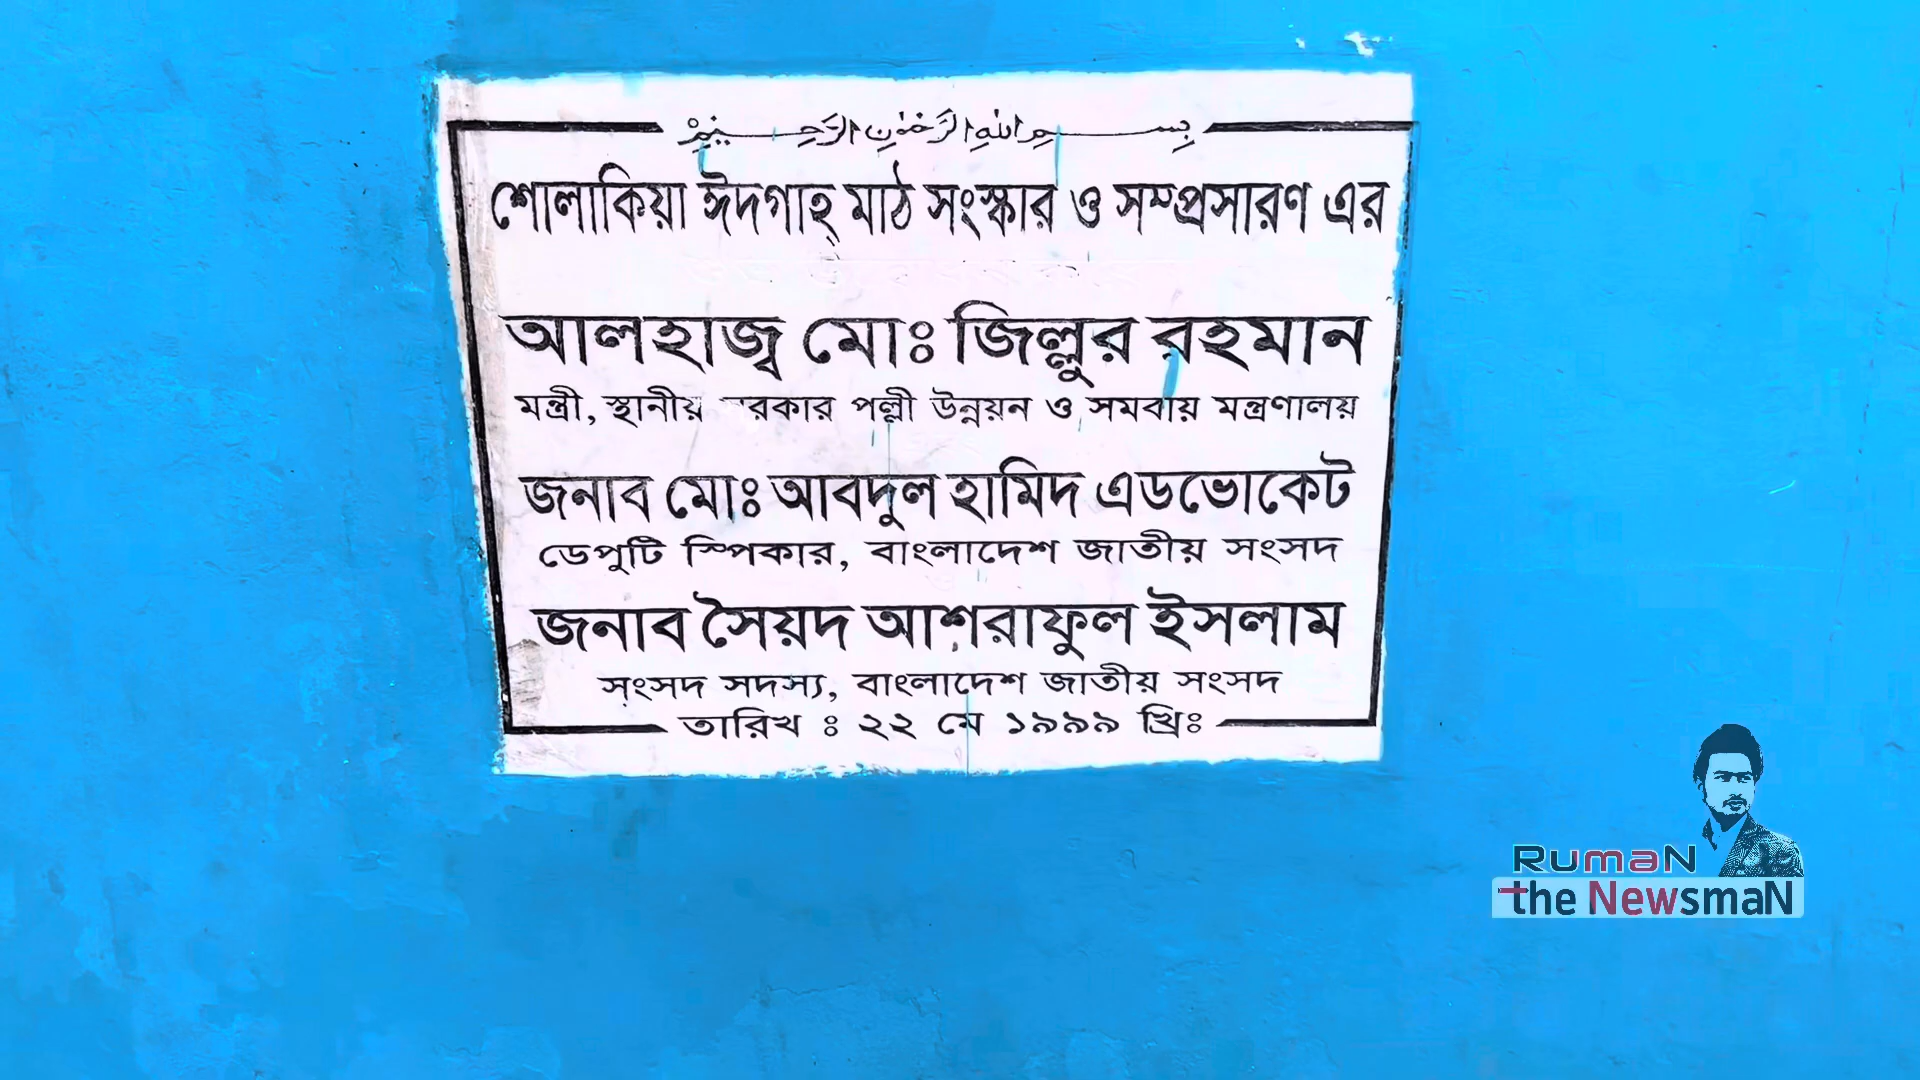 بسم الله الرحمن الرحيم
শোলাকিয়া ঈদগাহ্ মাঠ সংস্কার ও সম্প্রসারণ এর
আলহাজ্ব মোঃ জিল্লুর রহমান
মন্ত্রী, স্থানীয় সরকার পল্লী উন্নয়ন ও সমবায় মন্ত্রণালয়
জনাব মোঃ আবদুল হামিদ এডভোকেট
ডেপুটি স্পিকার, বাংলাদেশ জাতীয় সংসদ
জনাব সৈয়দ আশরাফুল ইসলাম
সংসদ সদস্য, বাংলাদেশ জাতীয় সংসদ
তারিখ ঃ ২২ মে ১৯৯৯ খ্রিঃ
RumaN
the NewsmaN